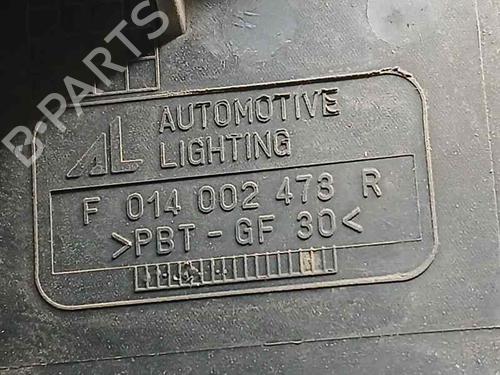 B-PARTS
AL AUTOMOTIVE
LIGHTING
F 014 002 473 R
>PBT-GF 30<